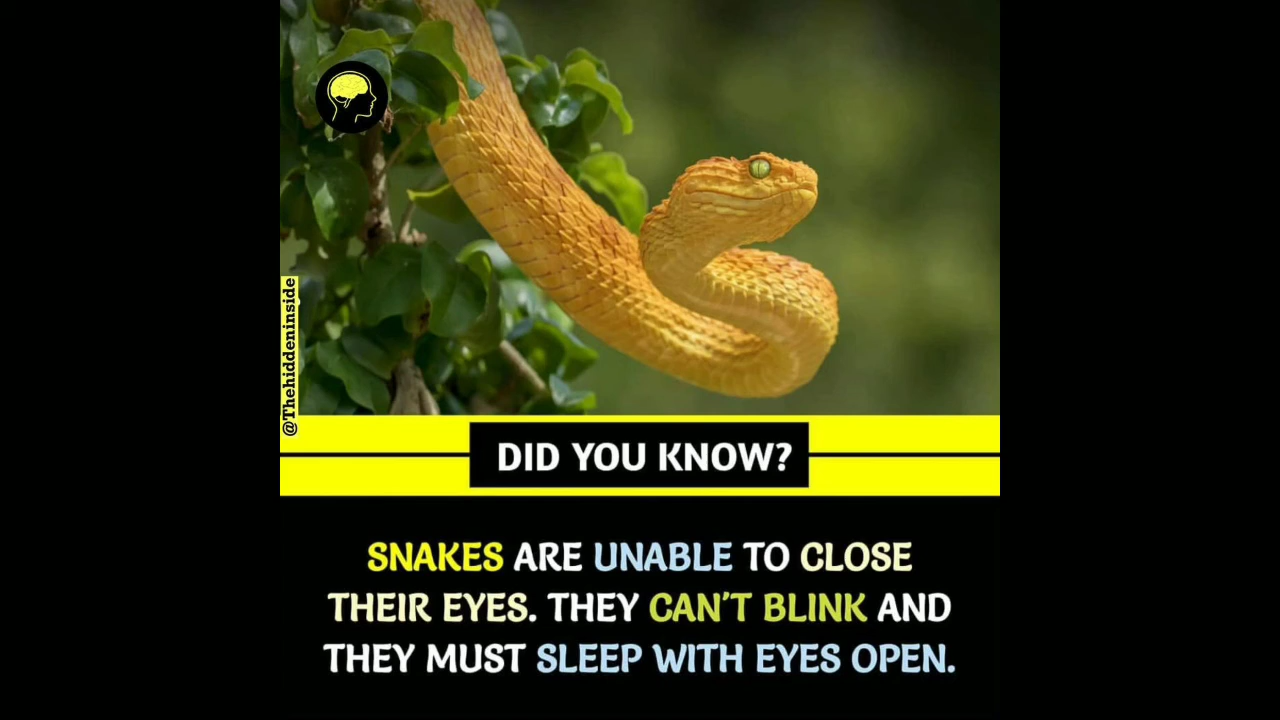 @Thehiddeninside
DID YOU KNOW?
SNAKES ARE UNABLE TO CLOSE
THEIR EYES. THEY CAN'T BLINK AND
THEY MUST SLEEP WITH EYES OPEN.